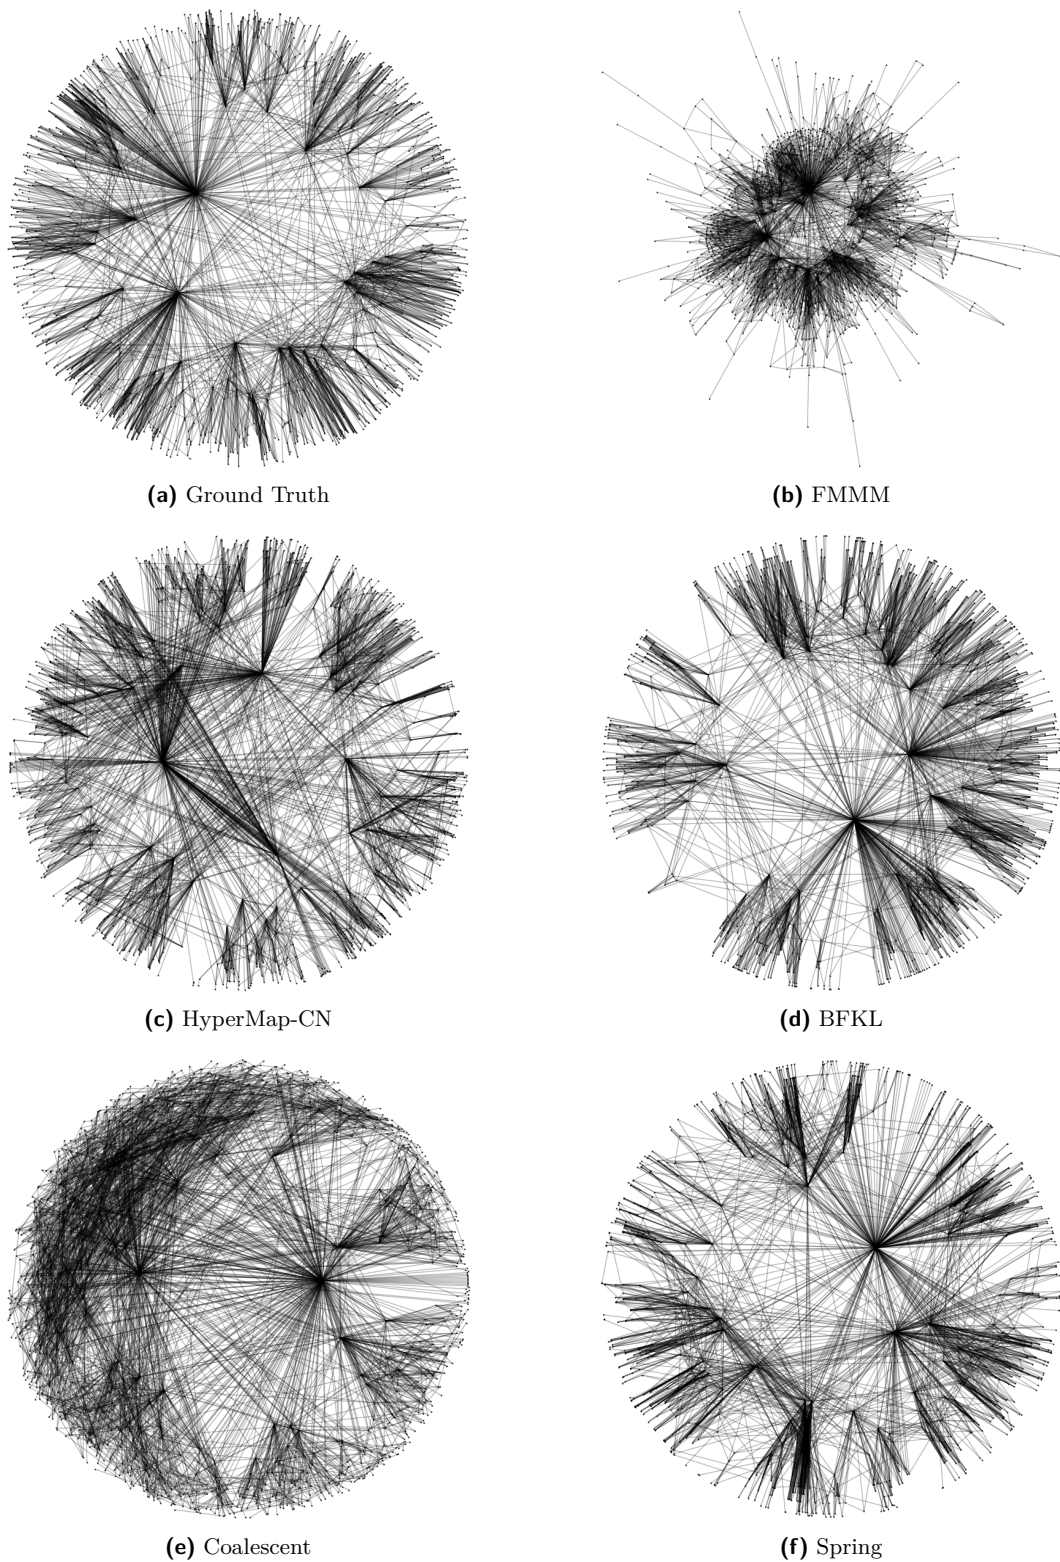 (a) Ground Truth
(b) FMMM
(c) HyperMap-CN
(d) BFKL
(e) Coalescent
(f) Spring